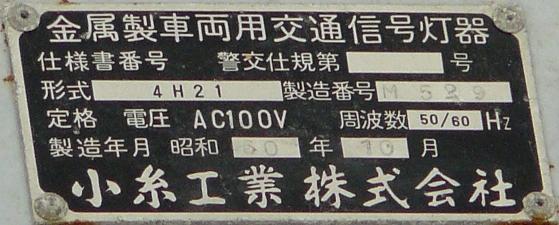 金属製車両用交通信号灯器
仕様書番号 警交仕規第 号
形式 4H21 製造番号 M 529
定格 電圧 AC100V 周波数 50/60 Hz
製造年月 昭和 60 年 10 月
小糸工業株式会社